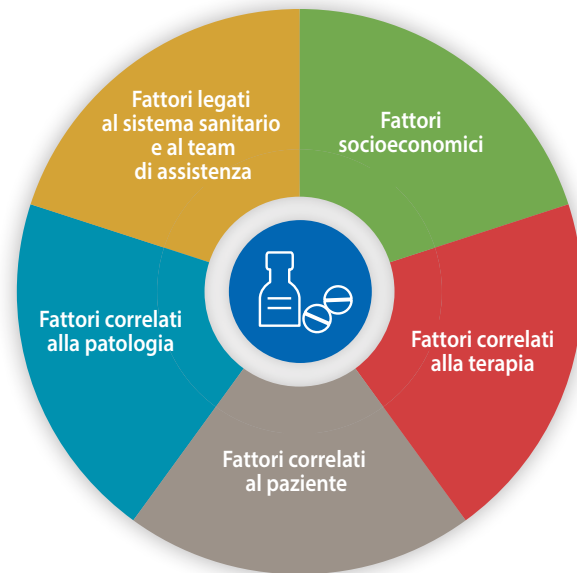 Fattori legati
al sistema sanitario
e al team
di assistenza
Fattori
socioeconomici
Fattori correlati
alla terapia
Fattori correlati
al paziente
Fattori correlati
alla patologia